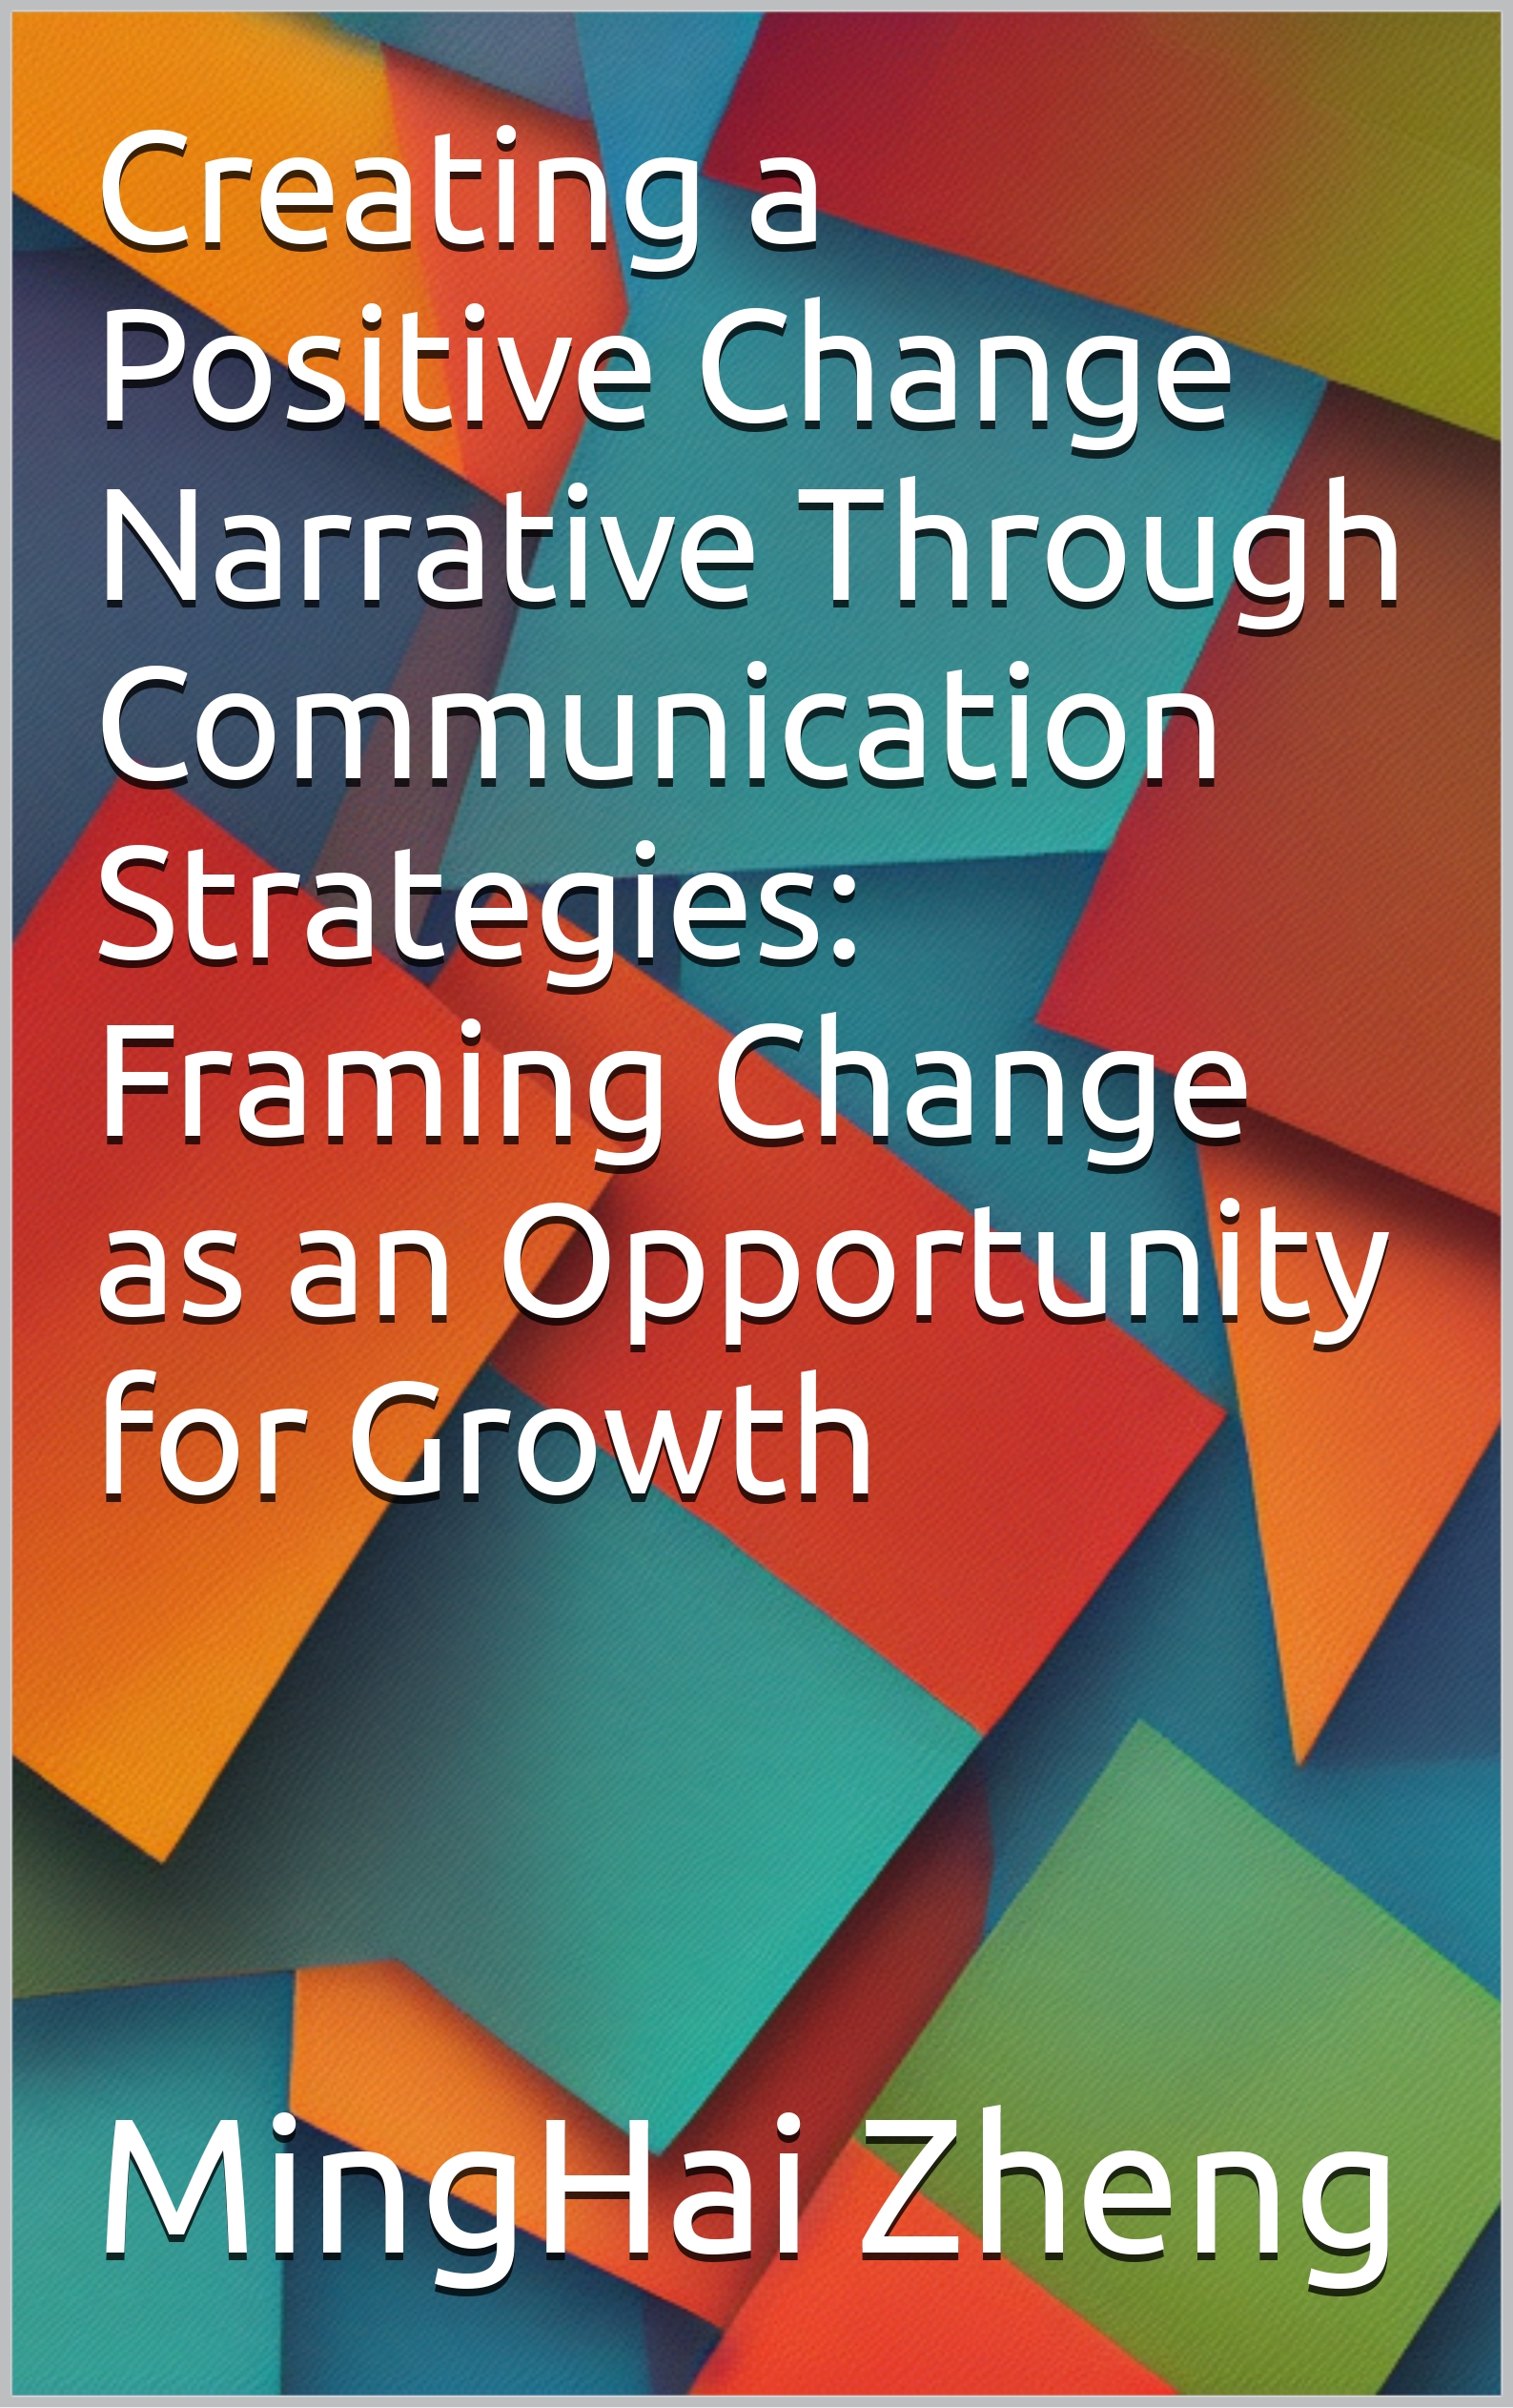 Creating a
Positive Change
Narrative Through
Communication
Strategies:
Framing Change
as an Opportunity
for Growth
MingHai Zheng